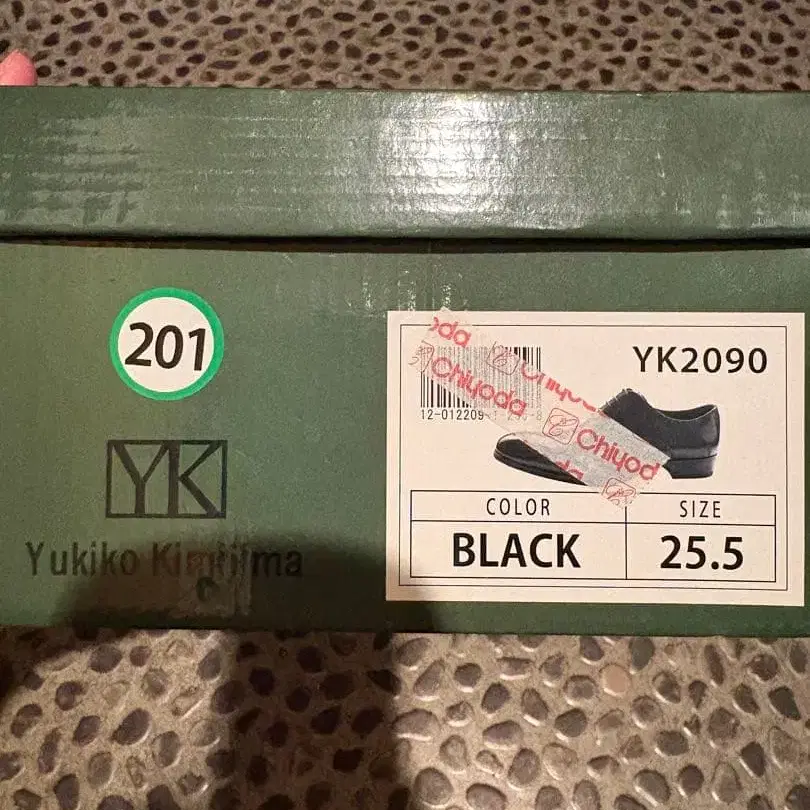 201
YK
Yukiko
YK2090
Chiyoda
Chiyoda
COLOR
SIZE
BLACK
25.5